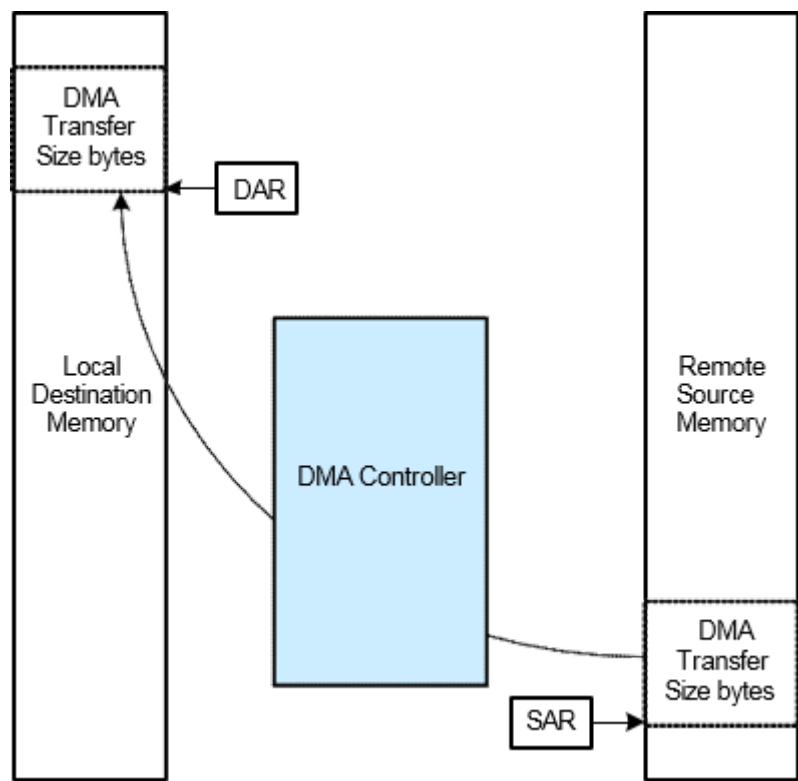 DMA
Transfer
Size bytes
DAR
Local
Destination
Memory
DMA Controller
Remote
Source
Memory
DMA
Transfer
Size bytes
SAR